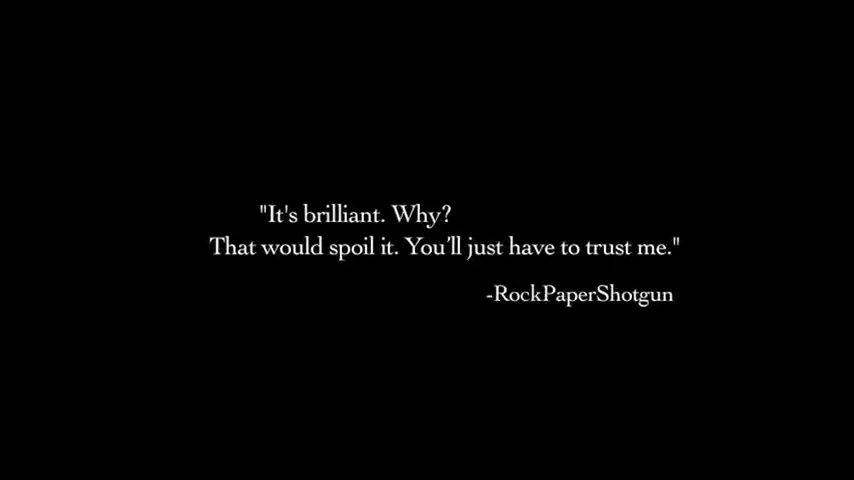 "It's brilliant. Why?
That would spoil it. You’ll just have to trust me."
-RockPaperShotgun